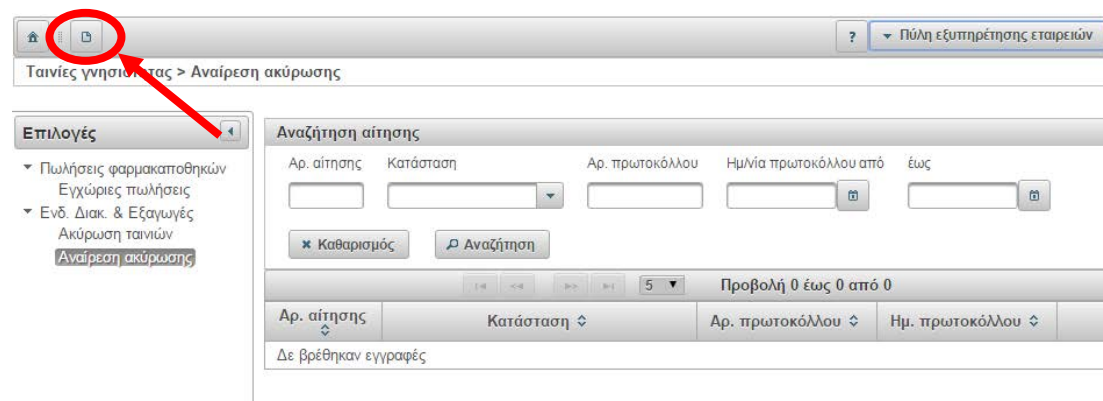 ? Πύλη εξυπηρέτησης εταιρειών
Ταινίες > Αναίρεση ακύρωσης
Επιλογές
Πωλήσεις φαρμακαποθηκών
Εγχώριες πωλήσεις
Ενδ. Διακ. & Εξαγωγές
Ακύρωση ταινιών
Αναίρεση ακύρωσης
Αναζήτηση αίτησης
Αρ. αίτησης Κατάσταση Αρ. πρωτοκόλλου Ημ/νία πρωτοκόλλου από έως
Καθαρισμός Αναζήτηση
5 Προβολή 0 έως 0 από 0
Αρ. αίτησης Κατάσταση Αρ. πρωτοκόλλου Ημ. πρωτοκόλλου
Δε βρέθηκαν εγγραφές